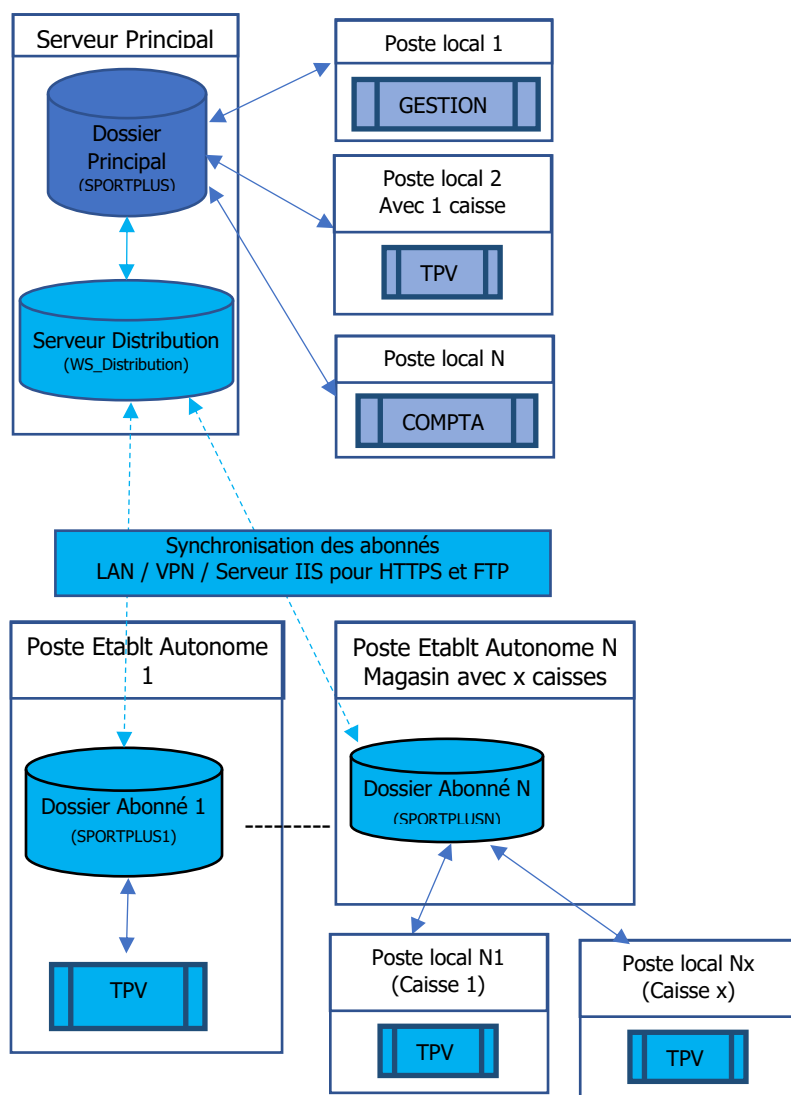 Serveur Principal
Dossier
Principal
(SPORTPLUS)
Serveur Distribution
(WS_Distribution)
Poste local 1
GESTION
Poste local 2
Avec 1 caisse
TPV
Poste local N
COMPTA
Synchronisation des abonnés
LAN / VPN / Serveur IIS pour HTTPS et FTP
Poste Etablt Autonome
1
Dossier Abonné 1
(SPORTPLUS1)
TPV
Poste Etablt Autonome N
Magasin avec x caisses
Dossier Abonné N
(SPORTPLUSN)
Poste local N1
(Caisse 1)
TPV
Poste local Nx
(Caisse x)
TPV